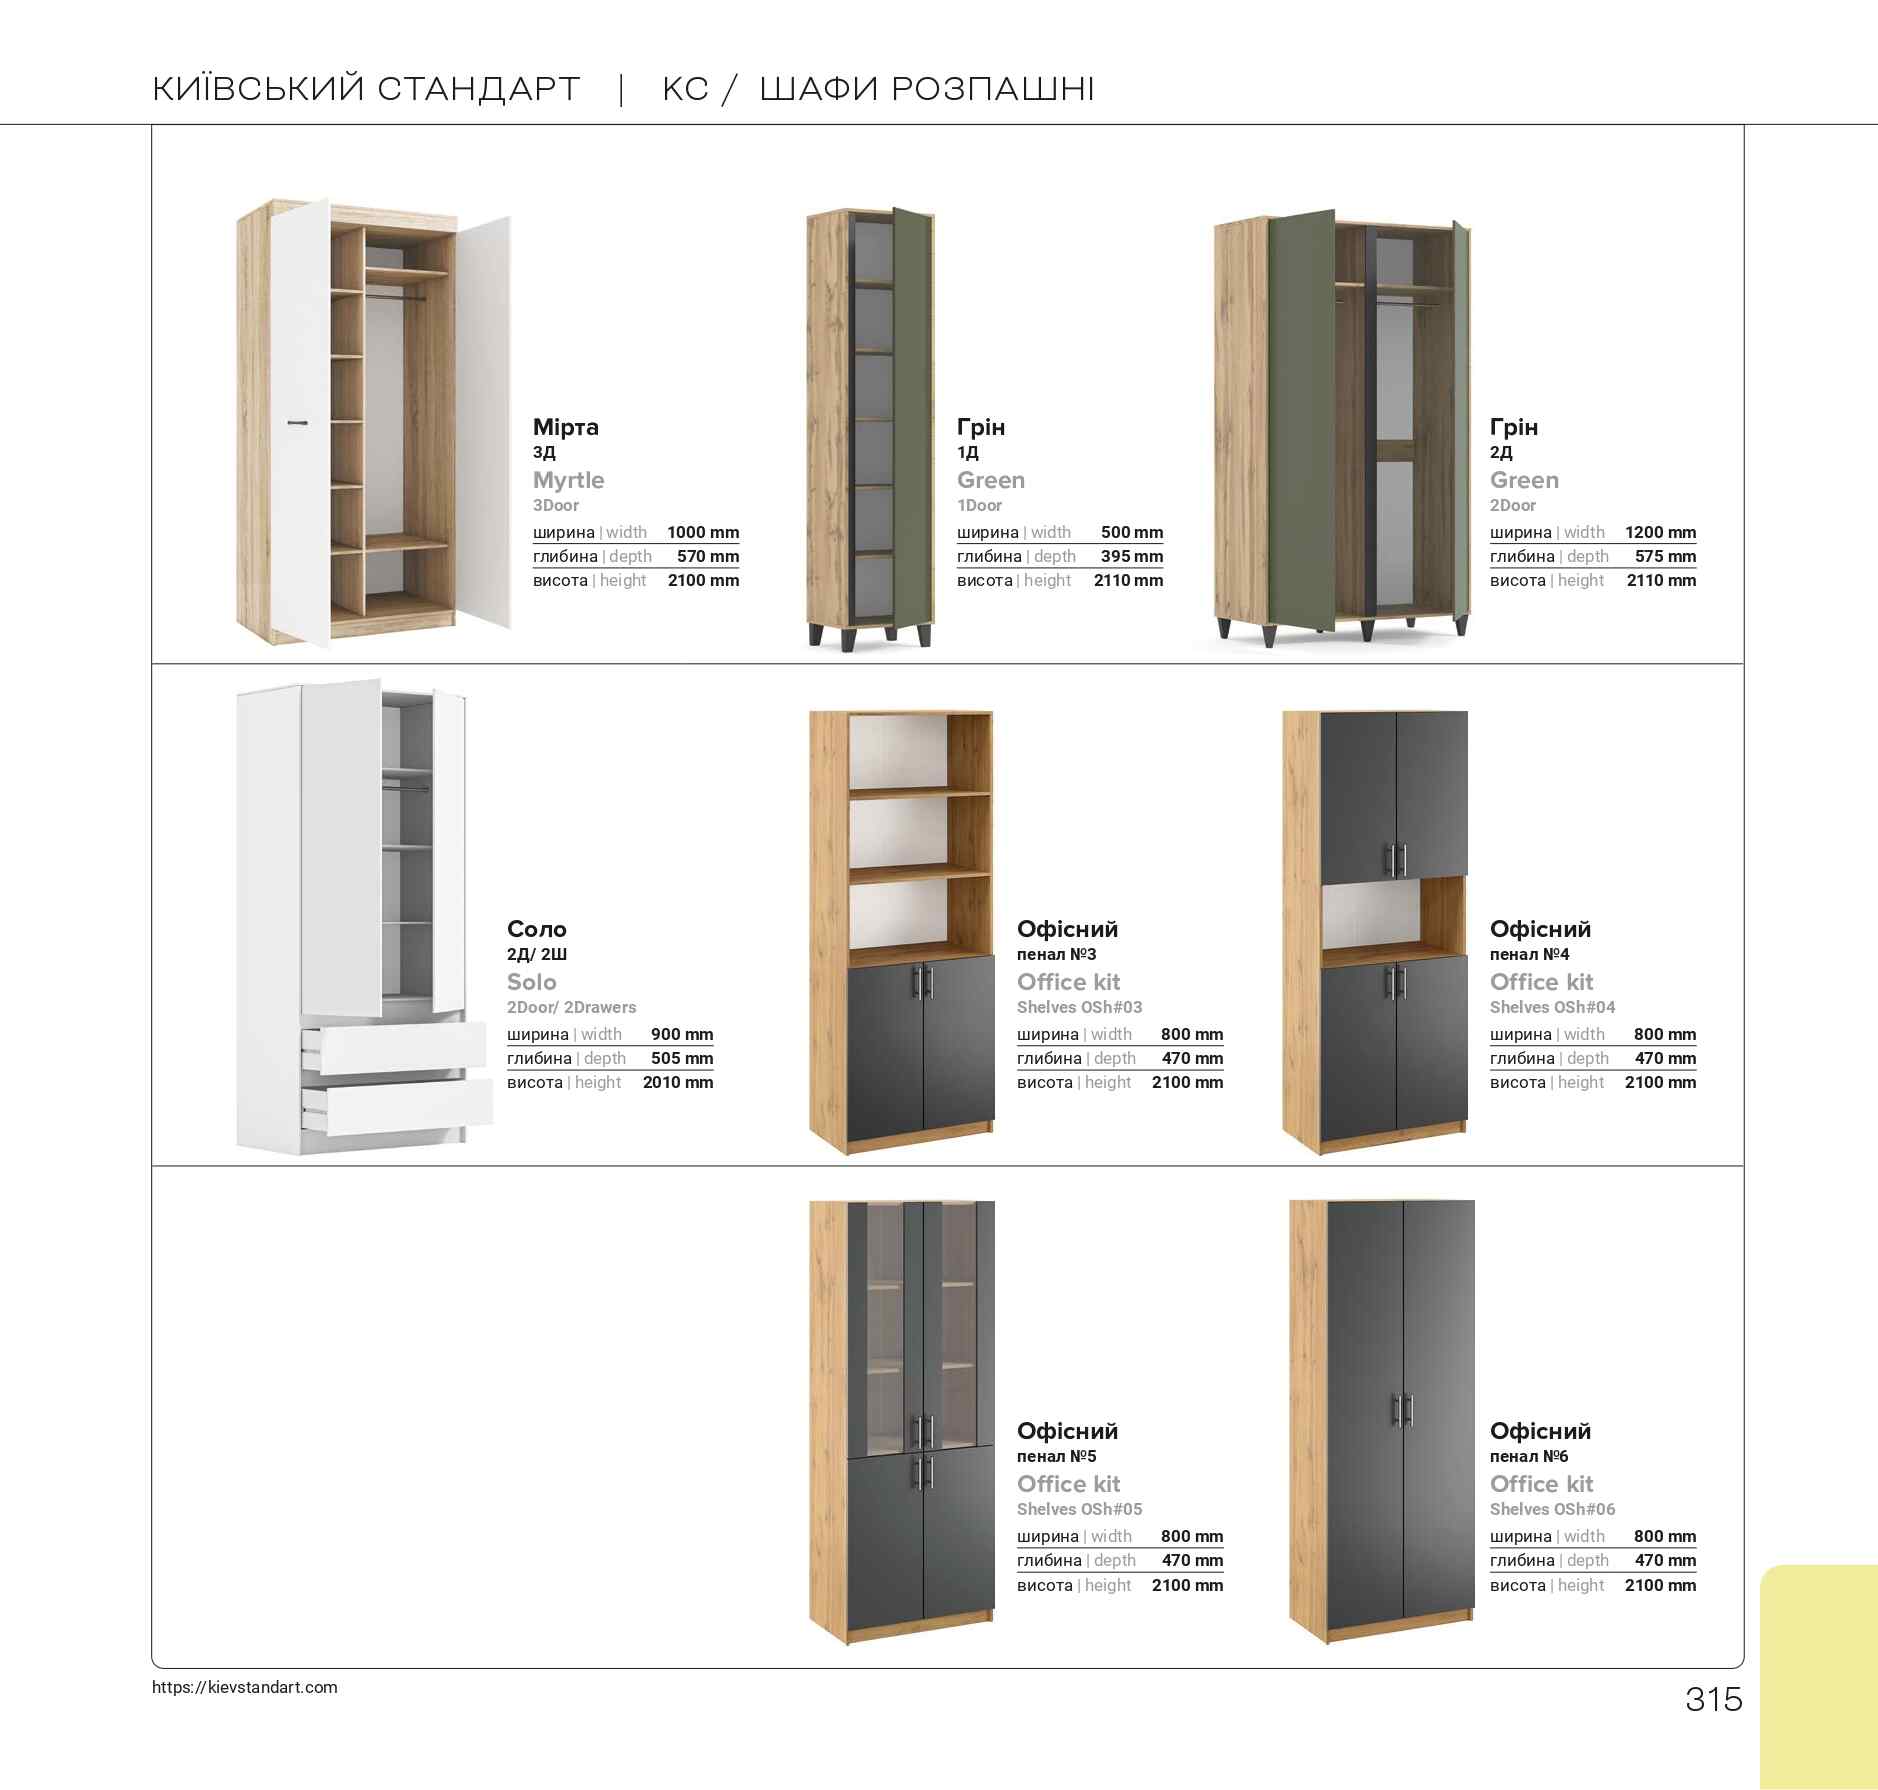 КИЇВСЬКИЙ СТАНДАРТ | КС / ШАФИ РОЗПАШНІ
Мірта
3Д
Myrtle
3Door
ширина | width 1000 mm
глибина | depth 570 mm
висота | height 2100 mm
Грін
1Д
Green
1Door
ширина | width 500 mm
глибина | depth 395 mm
висота | height 2110 mm
Грін
2Д
Green
2Door
ширина | width 1200 mm
глибина | depth 575 mm
висота | height 2110 mm
Соло
2Д/ 2Ш
Solo
2Door/ 2Drawers
ширина | width 900 mm
глибина | depth 505 mm
висота | height 2010 mm
Офісний
пенал №3
Office kit
Shelves OSh#03
ширина | width 800 mm
глибина | depth 470 mm
висота | height 2100 mm
Офісний
пенал №4
Office kit
Shelves OSh#04
ширина | width 800 mm
глибина | depth 470 mm
висота | height 2100 mm
Офісний
пенал №5
Office kit
Shelves OSh#05
ширина | width 800 mm
глибина | depth 470 mm
висота | height 2100 mm
Офісний
пенал №6
Office kit
Shelves OSh#06
ширина | width 800 mm
глибина | depth 470 mm
висота | height 2100 mm
https://kievstandart.com
315